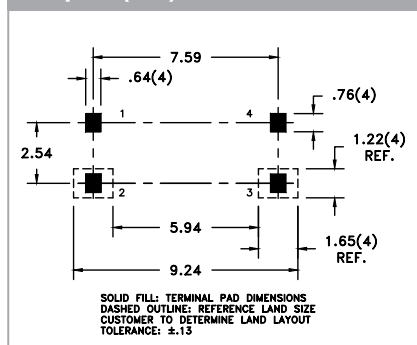 7.59
.64(4)
1
4
.76(4)
2.54
1.22(4)
REF.
2
3
5.94
1.65(4)
REF.
9.24
SOLID FILL: TERMINAL PAD DIMENSIONS
DASHED OUTLINE: REFERENCE LAND SIZE
CUSTOMER TO DETERMINE LAND LAYOUT
TOLERANCE: ±.13